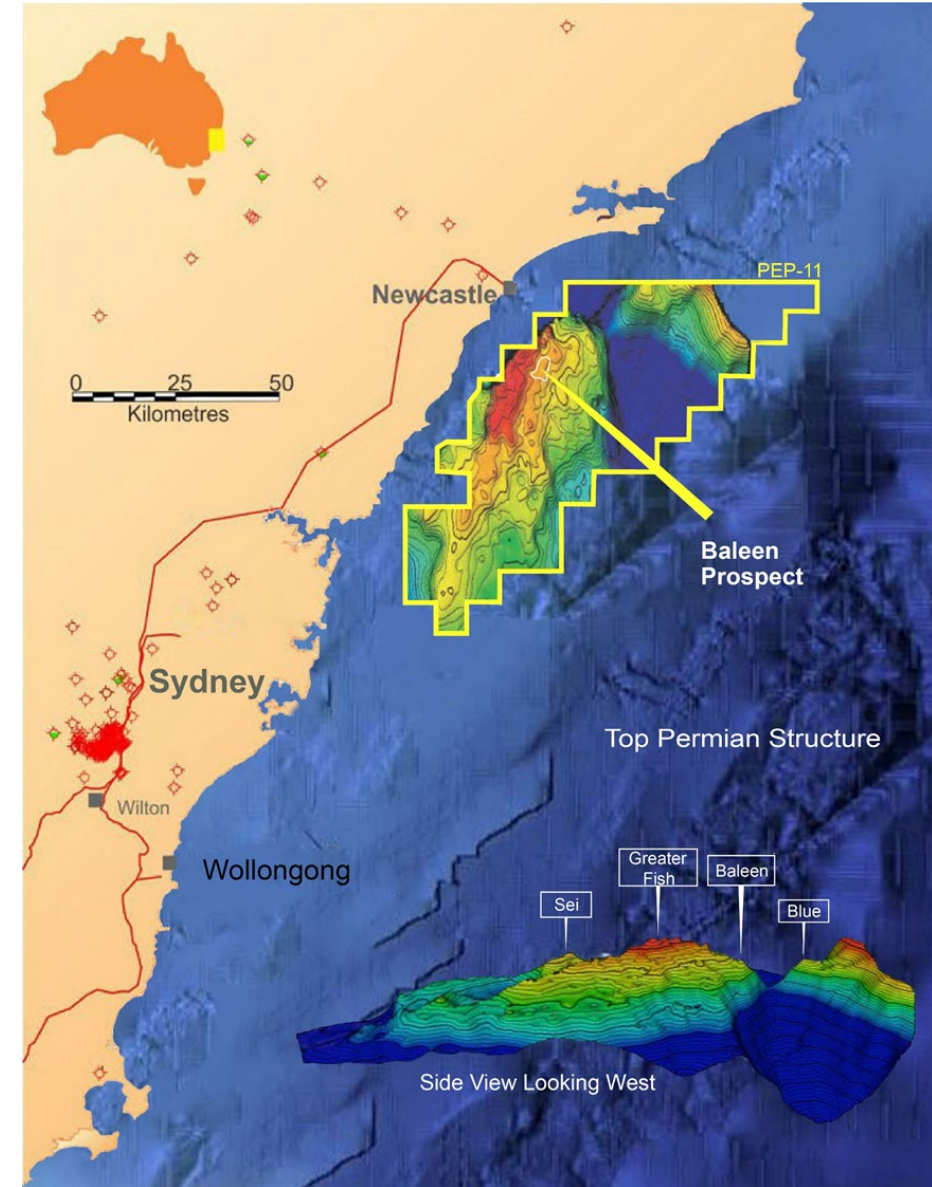 PEP-11
Newcastle
0 25 50
Kilometres
Baleen
Prospect
Sydney
Top Permian Structure
Wilton
Wollongong
Greater
Fish
Baleen
Sei
Blue
Side View Looking West